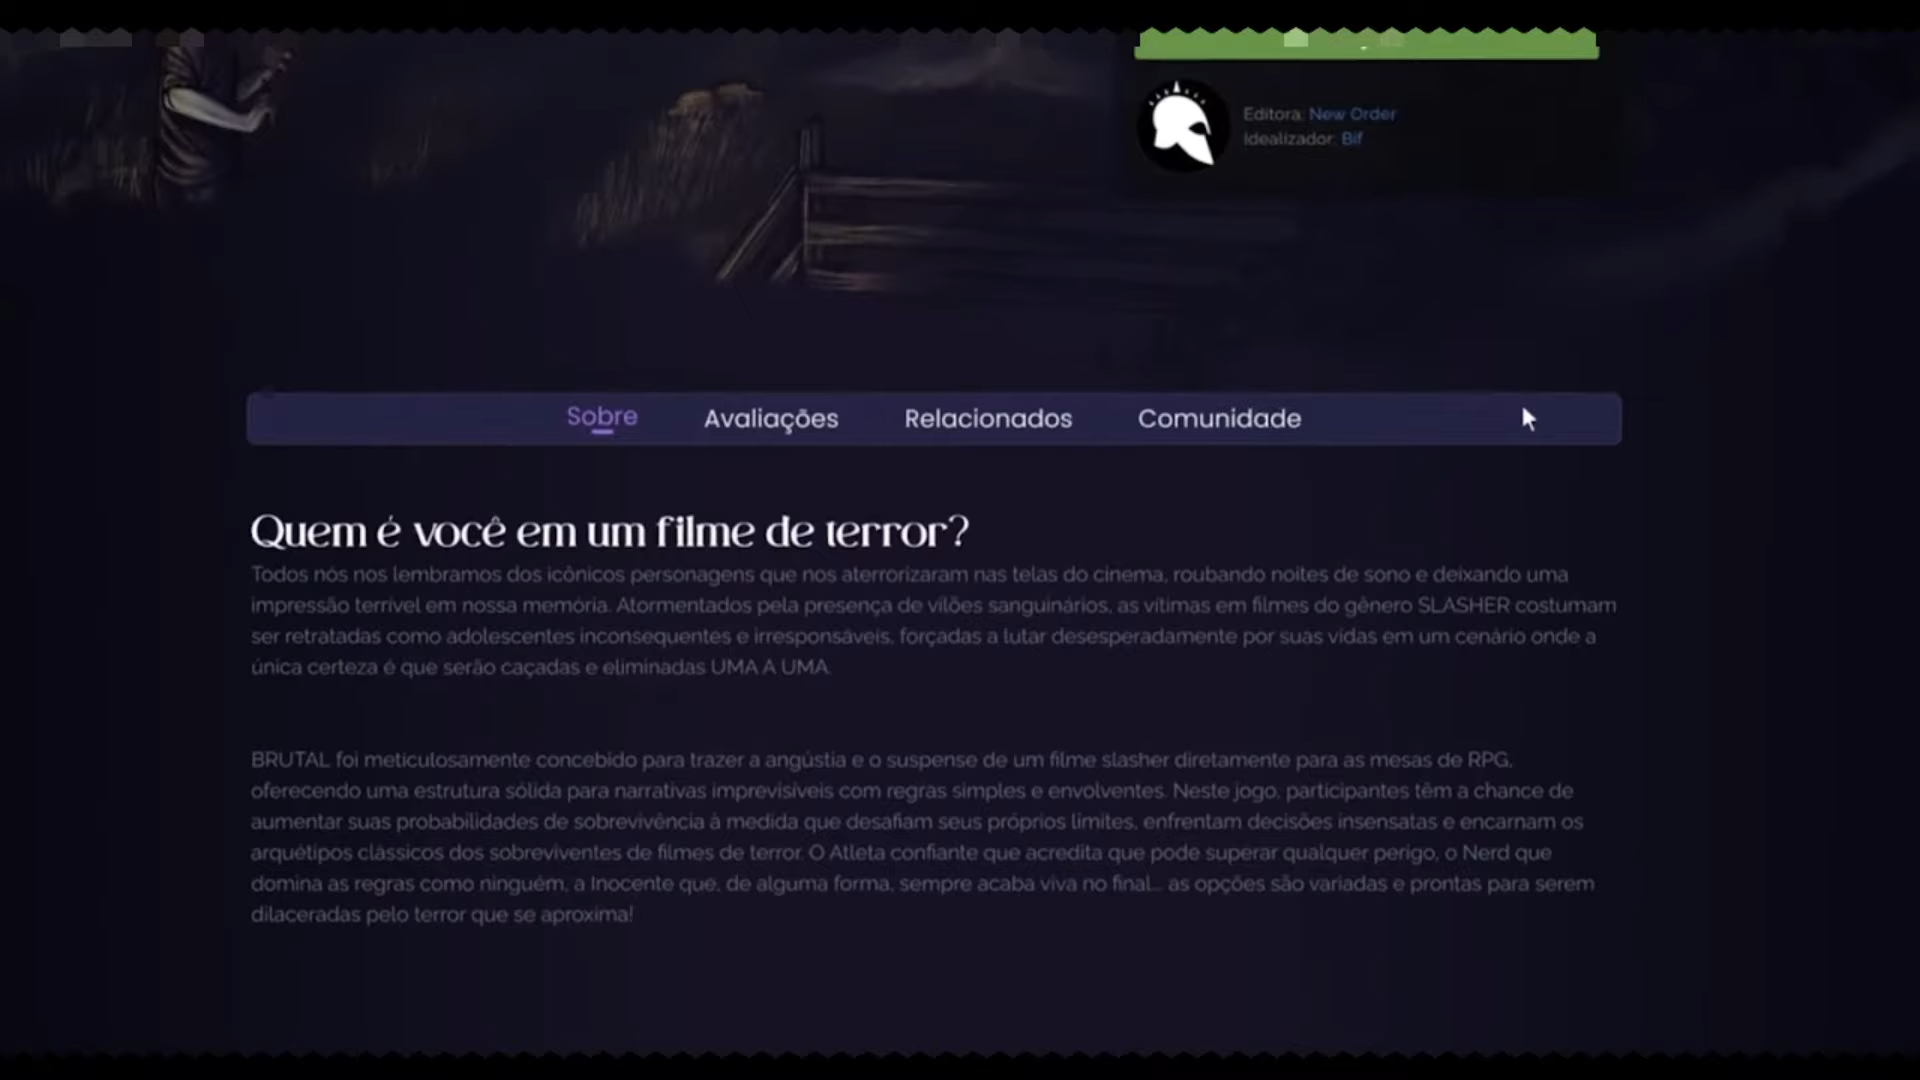 Editora: New Order
Idealizador: Bif
Sobre Avaliações Relacionados Comunidade
Quem é você em um filme de terror?
Todos nós nos lembramos dos icônicos personagens que nos aterrorizaram nas telas do cinema, roubando noites de sono e deixando uma
impressão terrível em nossa memória. Atormentados pela presença de vilões sanguinários, as vítimas em filmes do gênero SLASHER costumam
ser retratadas como adolescentes inconsequentes e irresponsáveis, forçadas a lutar desesperadamente por suas vidas em um cenário onde a
única certeza é que serão caçadas e eliminadas UMA A UMA.
BRUTAL foi meticulosamente concebido para trazer a angústia e o suspense de um filme slasher diretamente para as mesas de RPG,
oferecendo uma estrutura sólida para narrativas imprevisíveis com regras simples e envolventes. Neste jogo, participantes têm a chance de
aumentar suas probabilidades de sobrevivência à medida que desafiam seus próprios limites, enfrentam decisões insensatas e encarnam os
arquétipos clássicos dos sobreviventes de filmes de terror. O Atleta confiante que acredita que pode superar qualquer perigo, o Nerd que
domina as regras como ninguém, a Inocente que, de alguma forma, sempre acaba viva no final... as opções são variadas e prontas para serem
dilaceradas pelo terror que se aproxima!